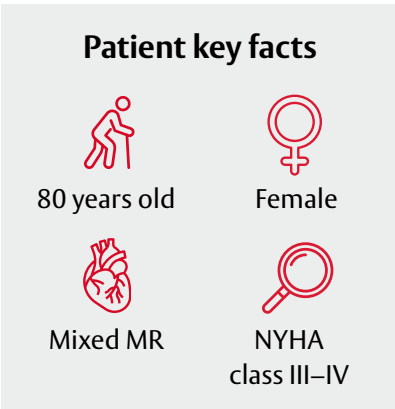 Patient key facts
80 years old
Female
Mixed MR
NYHA
class III–IV